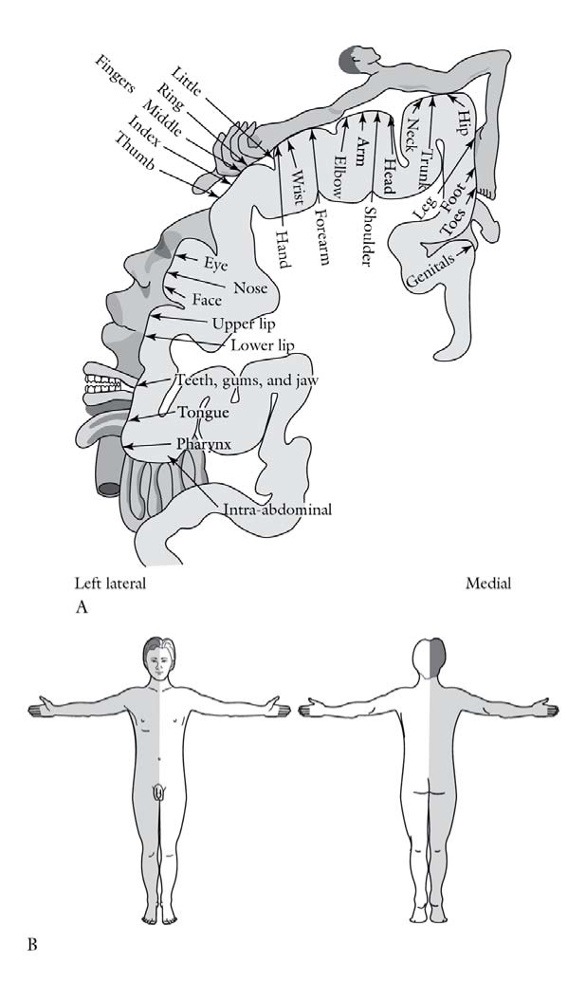 Fingers
Little
Ring
Middle
Index
Thumb
Hand
Wrist
Forearm
Elbow
Arm
Shoulder
Head
Neck
Trunk
Hip
Leg
Foot
Toes
Genitals
Eye
Nose
Face
Upper lip
Lower lip
Teeth, gums, and jaw
Tongue
Pharynx
Intra-abdominal
Left lateral
Medial
A
B